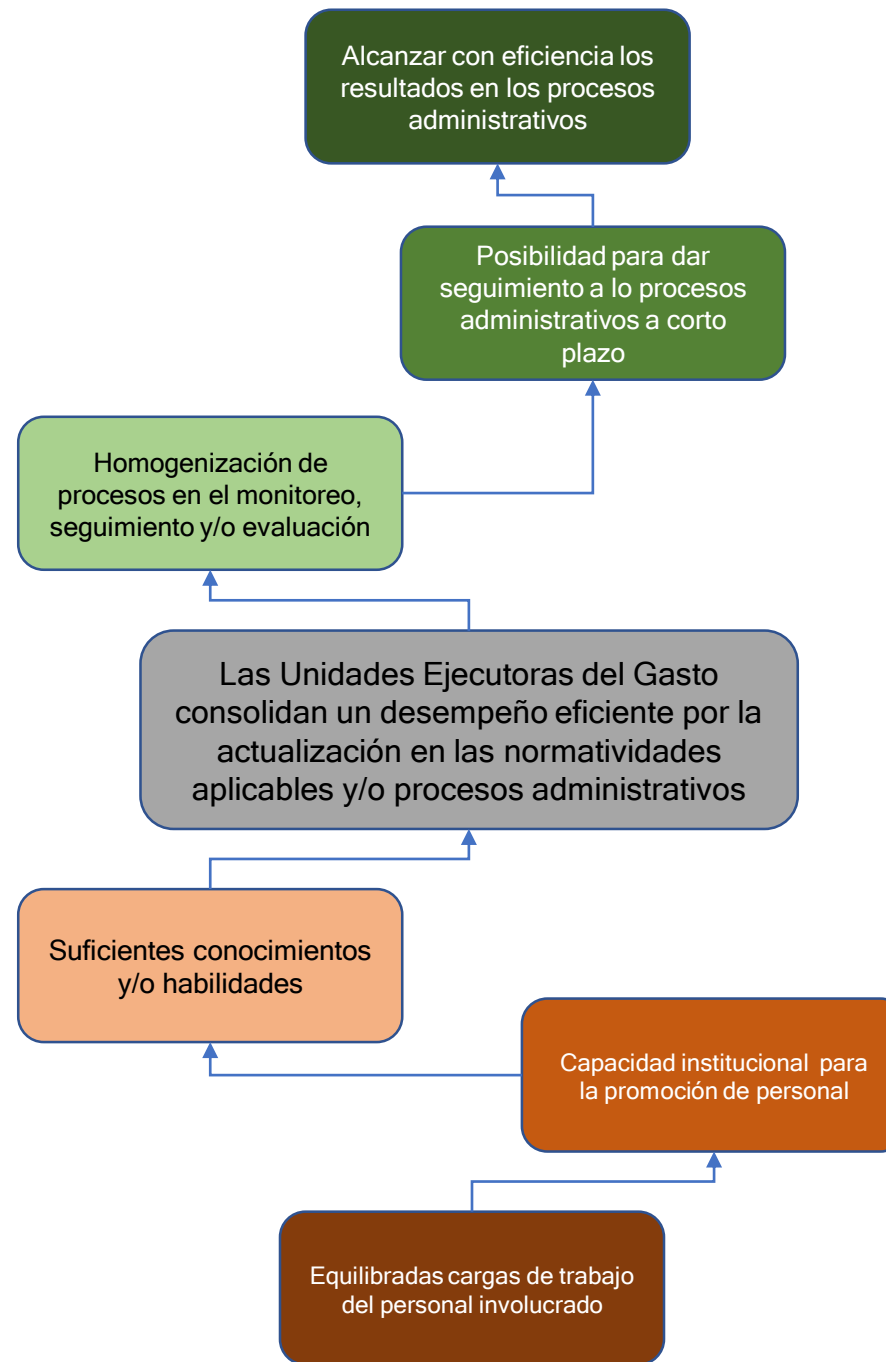 Alcanzar con eficiencia los
resultados en los procesos
administrativos
Posibilidad para dar
seguimiento a lo procesos
administrativos a corto
plazo
Homogenización de
procesos en el monitoreo,
seguimiento y/o evaluación
Las Unidades Ejecutoras del Gasto
consolidan un desempeño eficiente por la
actualización en las normatividades
aplicables y/o procesos administrativos
Suficientes conocimientos
y/o habilidades
Capacidad institucional para
la promoción de personal
Equilibradas cargas de trabajo
del personal involucrado